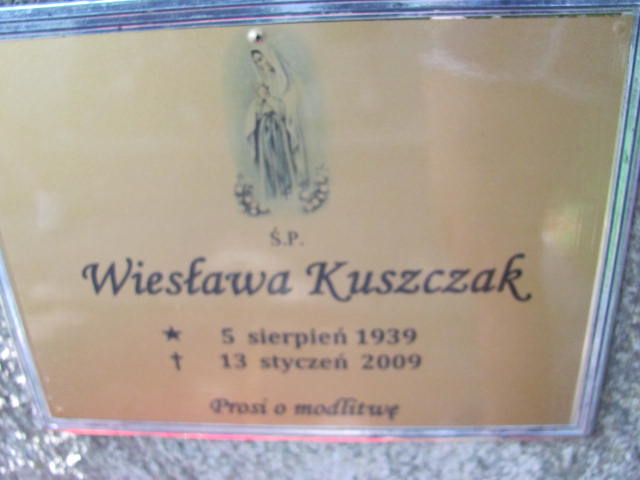 Ś.P.
Wiesława Kuszczak
★ 5 sierpień 1939
† 13 styczeń 2009
Prosi o modlitwę